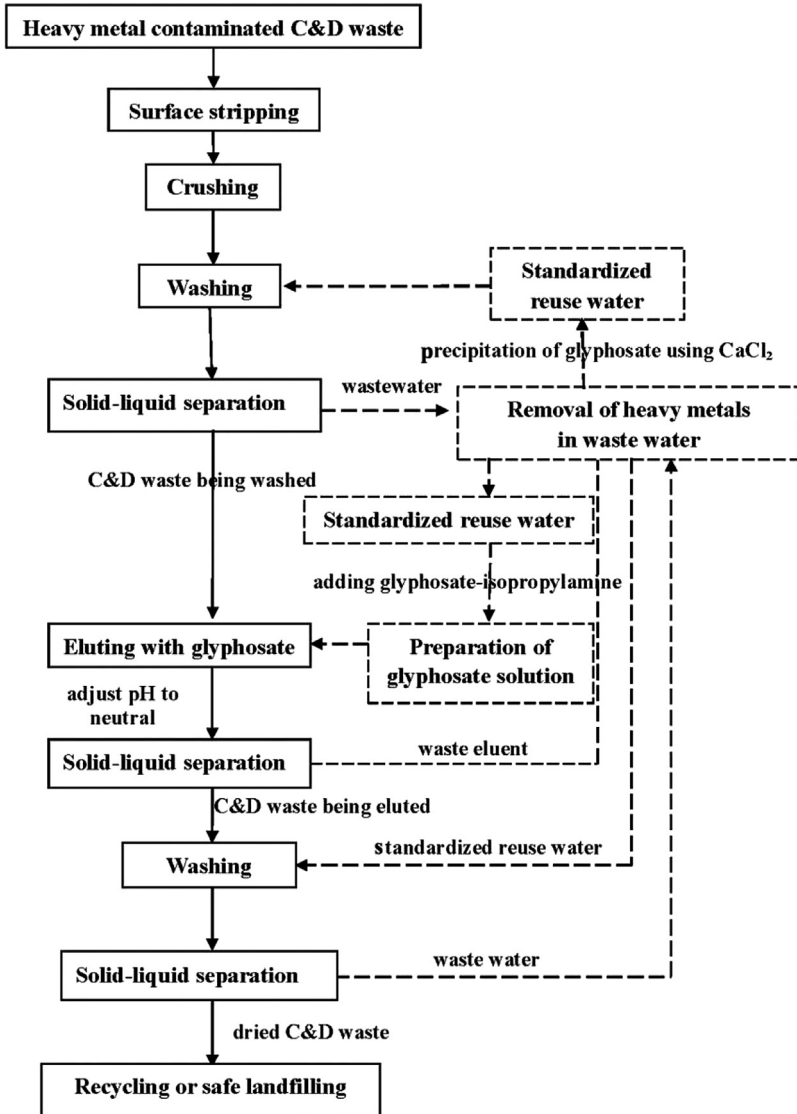 Heavy metal contaminated C&D waste
Surface stripping
Crushing
Washing
Standardized
reuse water
precipitation of glyphosate using CaCl₂
Solid-liquid separation
wastewater
Removal of heavy metals
in waste water
C&D waste being washed
Standardized reuse water
adding glyphosate-isopropylamine
Eluting with glyphosate
Preparation of
glyphosate solution
adjust pH to
neutral
Solid-liquid separation
waste eluent
C&D waste being eluted
Washing
standardized reuse water
Solid-liquid separation
waste water
dried C&D waste
Recycling or safe landfilling